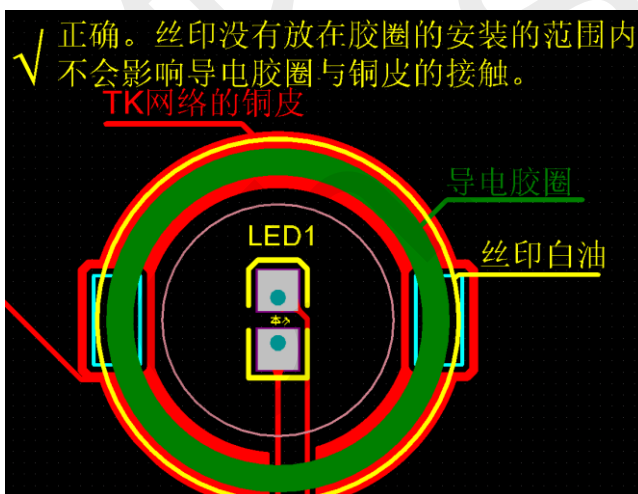 √ 正确。丝印没有放在胶圈的安装的范围内
不会影响导电胶圈与铜皮的接触。
TK网络的铜皮
导电胶圈
LED1
丝印白油